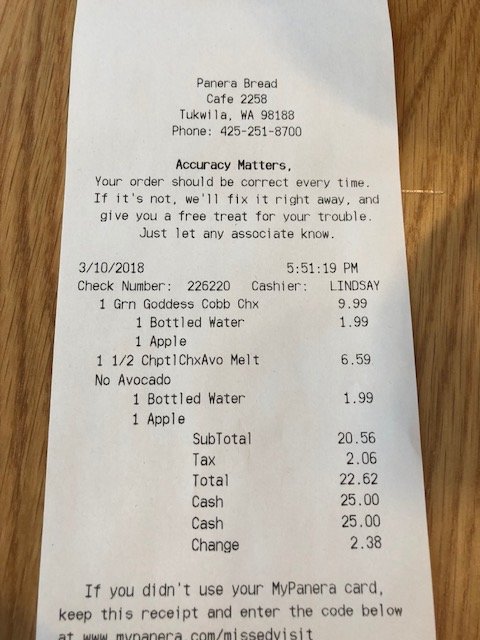 Panera Bread
Cafe 2258
Tukwila, WA 98188
Phone: 425-251-8700
Accuracy Matters,
Your order should be correct every time.
If it's not, we'll fix it right away, and
give you a free treat for your trouble.
Just let any associate know.
3/10/2018 5:51:19 PM
Check Number: 226220 Cashier: LINDSAY
1 Grn Goddess Cobb Chx 9.99
1 Bottled Water 1.99
1 Apple
1 1/2 ChptlChxAvo Melt 6.59
No Avocado
1 Bottled Water 1.99
1 Apple
SubTotal 20.56
Tax 2.06
Total 22.62
Cash 25.00
Cash 25.00
Change 2.38
If you didn't use your MyPanera card,
keep this receipt and enter the code below
at www.mypanera.com/missedvisit